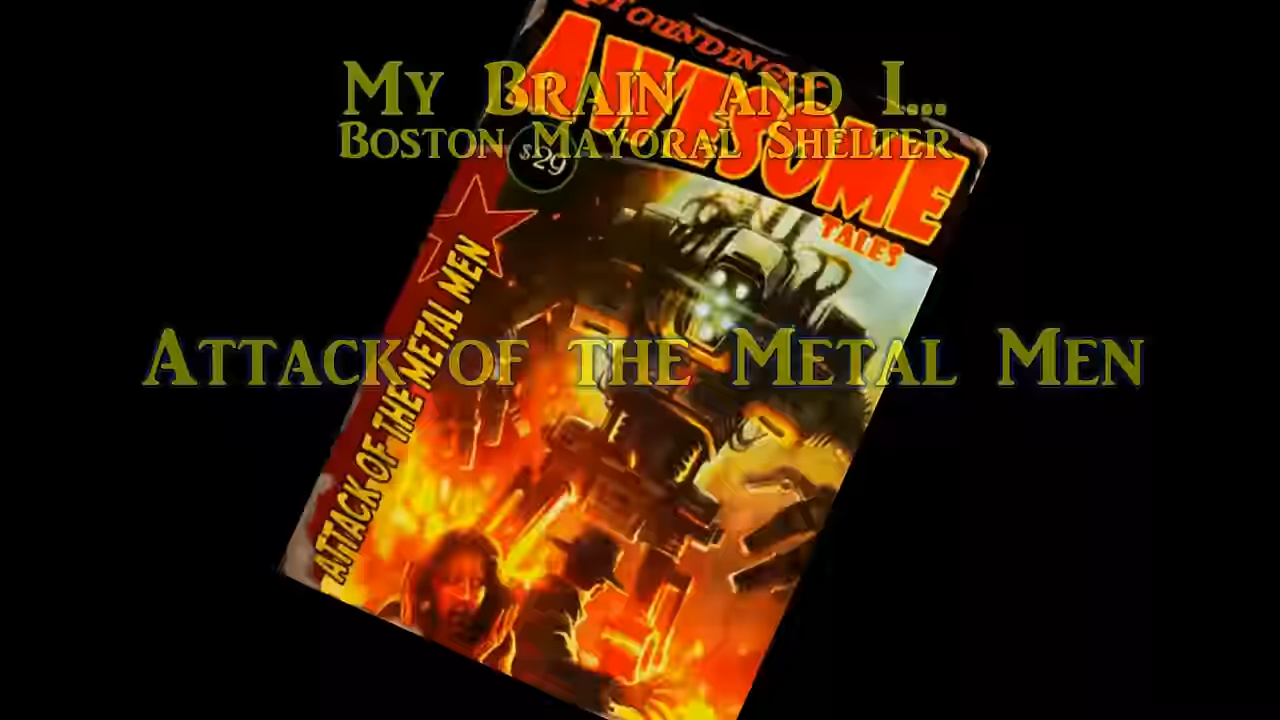 My Brain and I...
Boston Mayoral Shelter
AWESOME
TALES
$29
ATTACK OF THE METAL MEN
Attack of the Metal Men